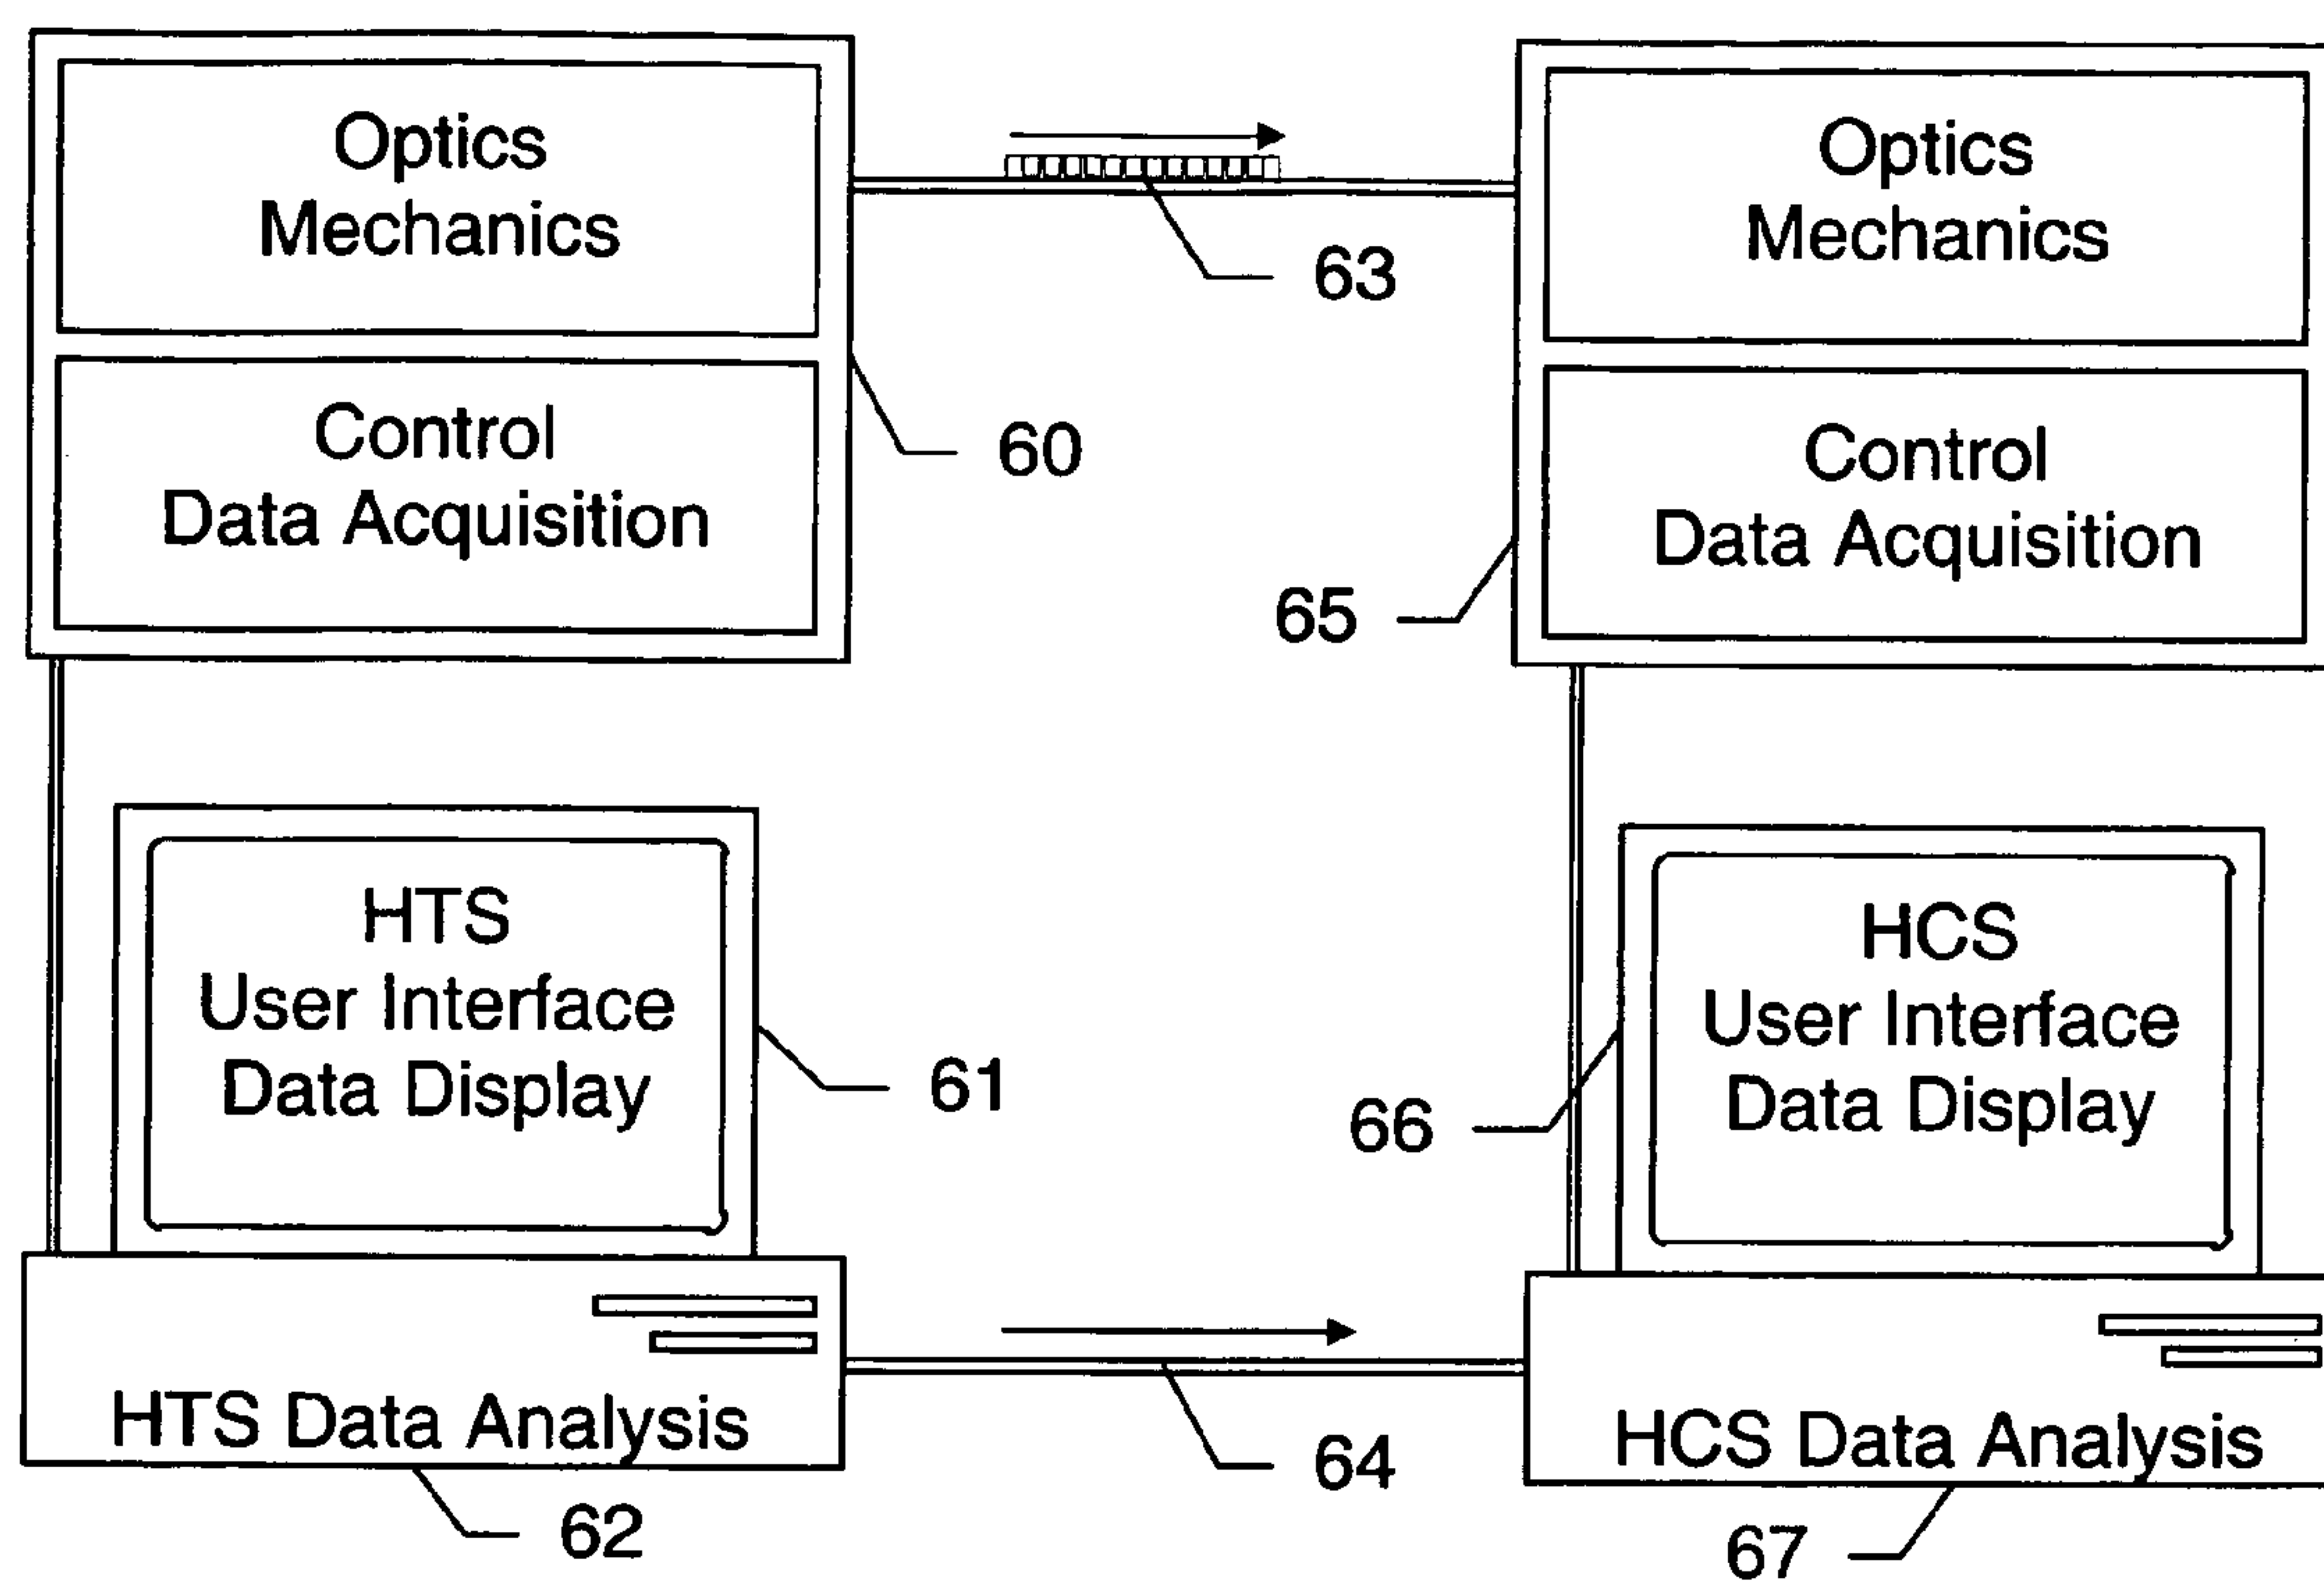 Optics
Mechanics
Control
Data Acquisition
60
63
Optics
Mechanics
Control
Data Acquisition
65
HTS
User Interface
Data Display
61
HTS Data Analysis
62
64
HCS
User Interface
Data Display
66
HCS Data Analysis
67